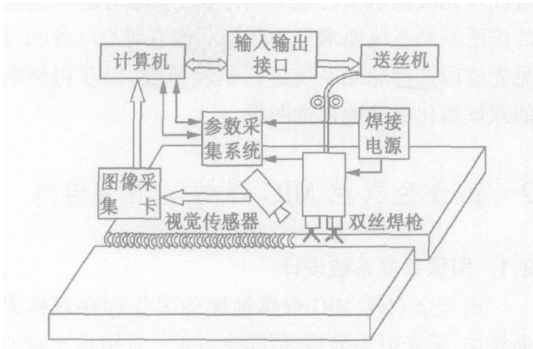 计算机
输入输出
接口
送丝机
参数采
集系统
焊接
电源
图像采
集 卡
视觉传感器
双丝焊枪